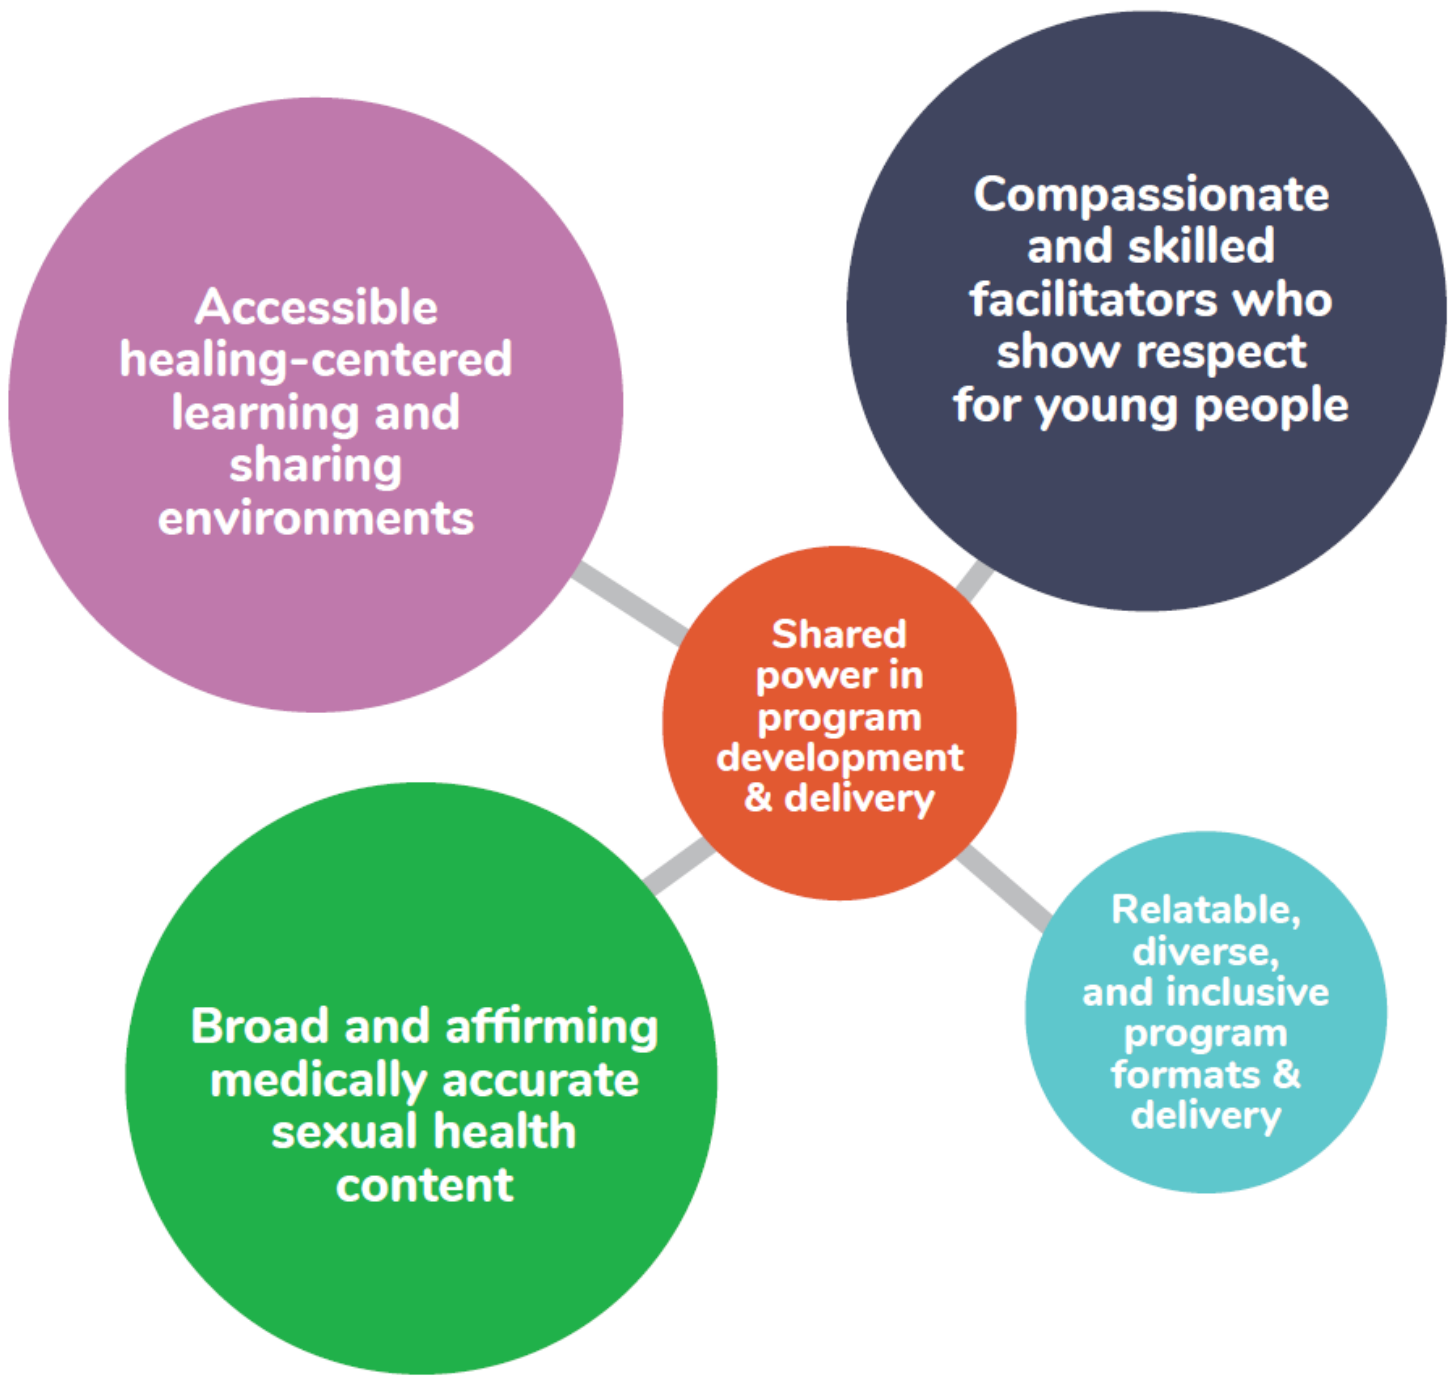 Accessible
healing-centered
learning and
sharing
environments
Compassionate
and skilled
facilitators who
show respect
for young people
Shared
power in
program
development
& delivery
Broad and affirming
medically accurate
sexual health
content
Relatable,
diverse,
and inclusive
program
formats &
delivery